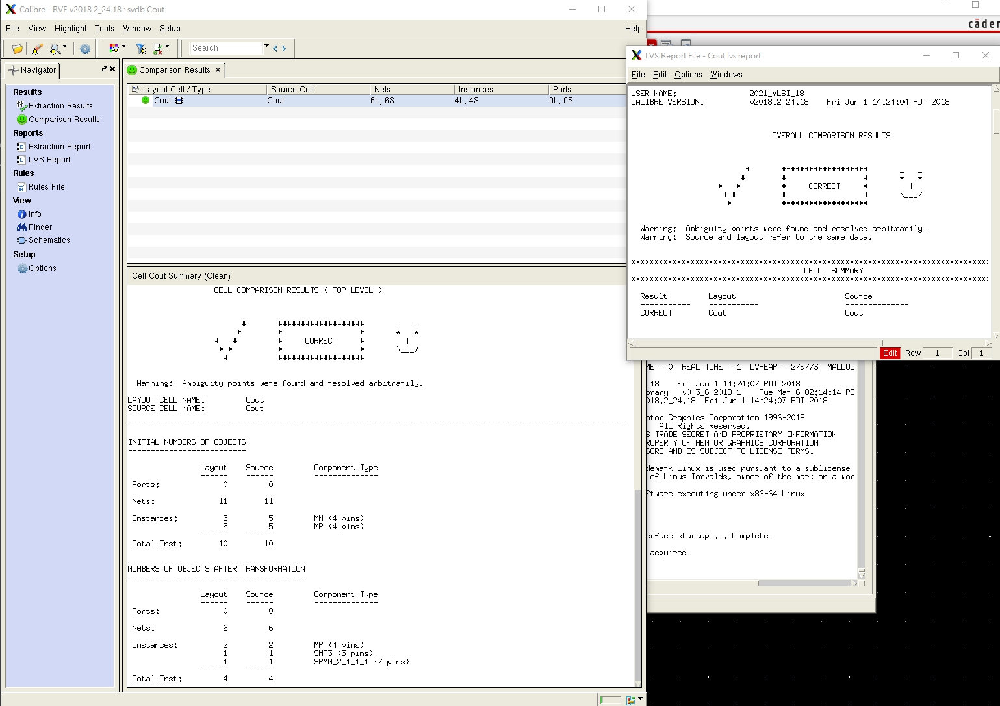 Calibre - RVE v2018.2_24.18 : svdb Cout
File View Highlight Tools Window Setup Help
Search
Navigator
Results
Extraction Results
Comparison Results
Reports
Extraction Report
LVS Report
Rules
Rules File
View
Info
Finder
Schematics
Setup
Options
Comparison Results
Layout Cell / Type Source Cell Nets Instances Ports
Cout Cout 6L, 6S 4L, 4S 0L, 0S
Cell Cout Summary (Clean)
CELL COMPARISON RESULTS ( TOP LEVEL )
# ################### _ _
# # # * *
# # # CORRECT # |
# # # # \___/
# ###################
Warning: Ambiguity points were found and resolved arbitrarily.
LAYOUT CELL NAME: Cout
SOURCE CELL NAME: Cout
INITIAL NUMBERS OF OBJECTS
--------------------------
Layout Source Component Type
------ ------ --------------
Ports: 0 0
Nets: 11 11
Instances: 5 5 MN (4 pins)
5 5 MP (4 pins)
------ ------
Total Inst: 10 10
NUMBERS OF OBJECTS AFTER TRANSFORMATION
---------------------------------------
Layout Source Component Type
------ ------ --------------
Ports: 0 0
Nets: 6 6
Instances: 2 2 MP (4 pins)
1 1 SMP3 (5 pins)
1 1 SPMN_2_1_1_1 (7 pins)
------ ------
Total Inst: 4 4
LVS Report File - Cout.lvs.report
File Edit Options Windows
USER NAME: 2021_VLSI_18
CALIBRE VERSION: v2018.2_24.18 Fri Jun 1 14:24:04 PDT 2018
OVERALL COMPARISON RESULTS
# ################### _ _
# # # * *
# # # CORRECT # |
# # # # \___/
# ###################
Warning: Ambiguity points were found and resolved arbitrarily.
Warning: Source and layout refer to the same data.
CELL SUMMARY
Result Layout Source
----------- ----------- --------------
CORRECT Cout Cout
Edit Row 1 Col 1
cāden
ME = 0 REAL TIME = 1 LVHEAP = 2/9/73 MALLOC
.18 Fri Jun 1 14:24:07 PDT 2018
brary v0-3_6-2018-1 Tue Mar 6 02:14:14 PS
018.2_24.18 Fri Jun 1 14:24:07 PDT 2018
ntor Graphics Corporation 1996-2018
All Rights Reserved.
S TRADE SECRET AND PROPRIETARY INFORMATION
ROPERTY OF MENTOR GRAPHICS CORPORATION
SORS AND IS SUBJECT TO LICENSE TERMS.
demark Linux is used pursuant to a sublicense
of Linus Torvalds, owner of the mark on a wor
ftware executing under x86-64 Linux
erface startup.... Complete.
acquired.